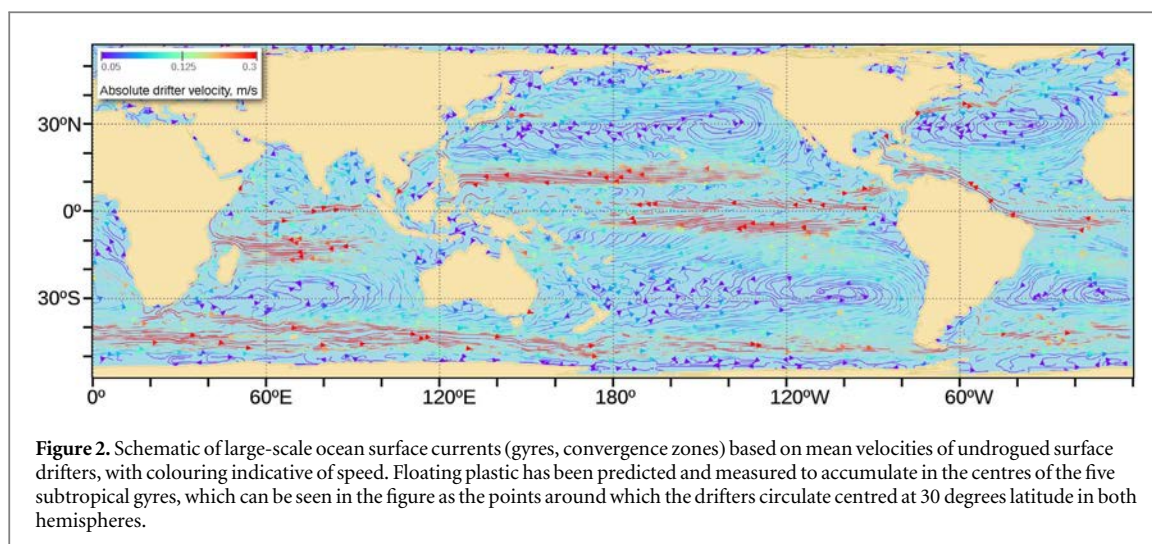 0.05 0.125 0.3
Absolute drifter velocity, m/s
30ºN
0º
30ºS
0º 60ºE 120ºE 180º 120ºW 60ºW
Figure 2. Schematic of large-scale ocean surface currents (gyres, convergence zones) based on mean velocities of undrogued surface
drifters, with colouring indicative of speed. Floating plastic has been predicted and measured to accumulate in the centres of the five
subtropical gyres, which can be seen in the figure as the points around which the drifters circulate centred at 30 degrees latitude in both
hemispheres.